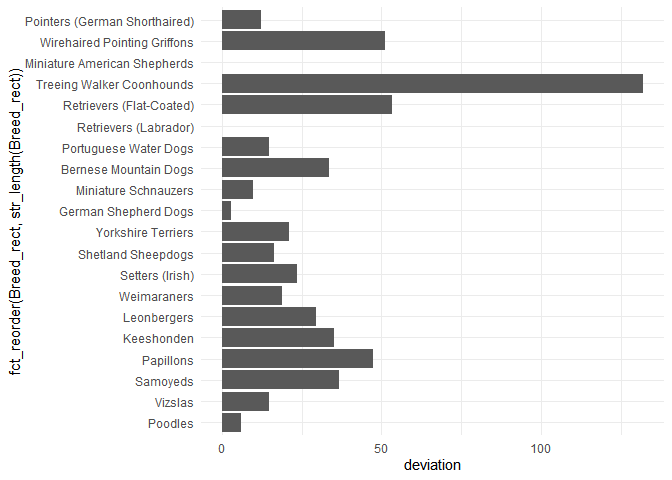 fct_reorder(Breed_rect, str_length(Breed_rect))
Pointers (German Shorthaired)
Wirehaired Pointing Griffons
Miniature American Shepherds
Treeing Walker Coonhounds
Retrievers (Flat-Coated)
Retrievers (Labrador)
Portuguese Water Dogs
Bernese Mountain Dogs
Miniature Schnauzers
German Shepherd Dogs
Yorkshire Terriers
Shetland Sheepdogs
Setters (Irish)
Weimaraners
Leonbergers
Keeshonden
Papillons
Samoyeds
Vizslas
Poodles
0 50 100
deviation